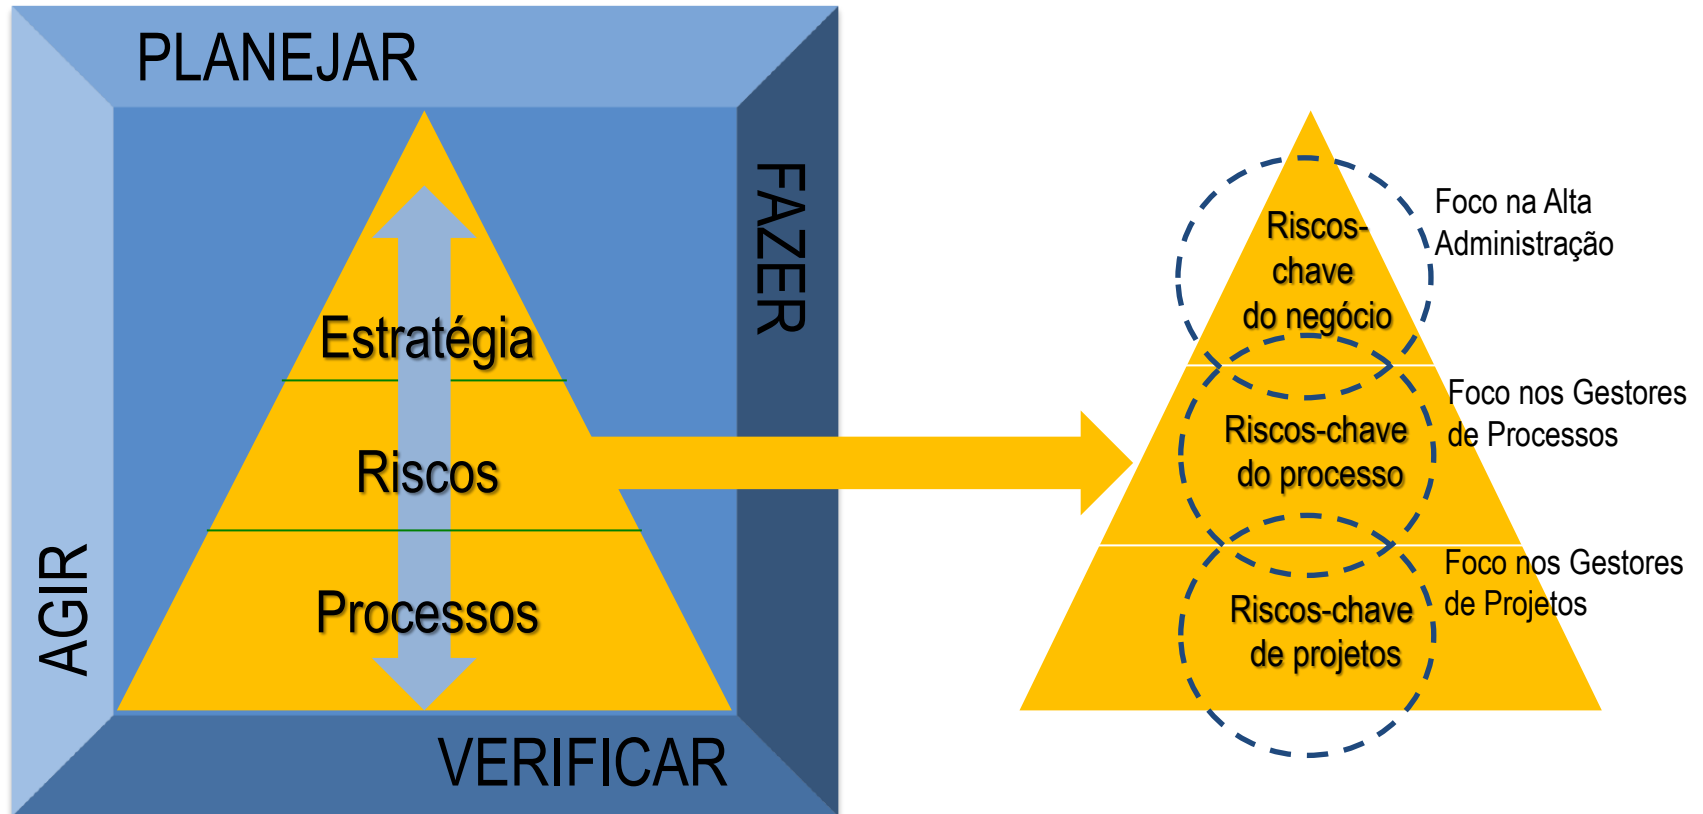 PLANEJAR
FAZER
VERIFICAR
AGIR
Estratégia
Riscos
Processos
Riscos-
chave
do negócio
Foco na Alta
Administração
Riscos-chave
do processo
Foco nos Gestores
de Processos
Riscos-chave
de projetos
Foco nos Gestores
de Projetos